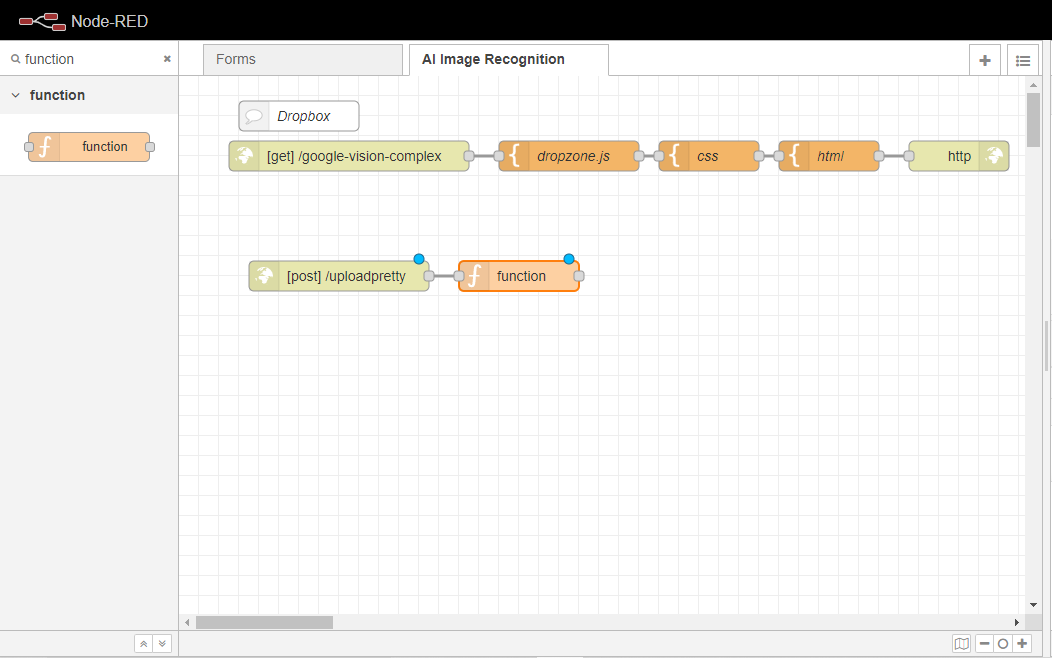 Node-RED
function
Forms
AI Image Recognition
function
function
Dropbox
[get] /google-vision-complex
dropzone.js
css
html
http
[post] /uploadpretty
function